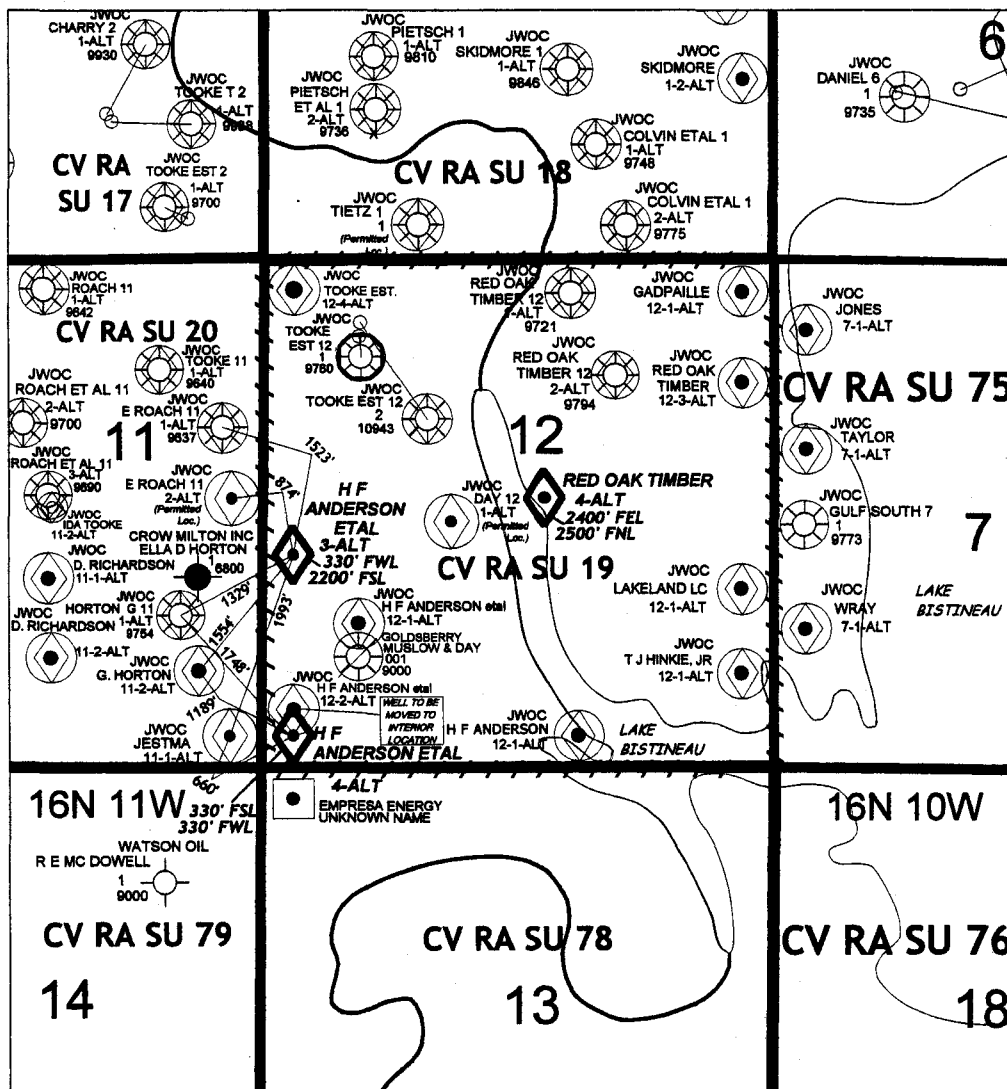 JWOC
CHARRY 2
1-ALT
9930
JWOC
TOOKE T 2
1-ALT
CV RA
SU 17
JWOC
TOOKE EST 2
1-ALT
9700
JWOC
PIETSCH 1
1-ALT
9810
JWOC
PIETSCH
ET AL 1
2-ALT
9736
JWOC
SKIDMORE 1
1-ALT
9846
JWOC
SKIDMORE
1-2-ALT
JWOC
COLVIN ETAL 1
1-ALT
9748
CV RA SU 18
JWOC
TIETZ 1
1
(Permitted
Loc.)
JWOC
COLVIN ETAL 1
2-ALT
9775
6
JWOC
DANIEL 6
1
9735
JWOC
ROACH 11
1-ALT
9642
CV RA SU 20
JWOC
TOOKE 11
1-ALT
9640
JWOC
ROACH ET AL 11
2-ALT
9700
11
JWOC
E ROACH 11
1-ALT
9637
JWOC
ROACH ET AL 11
3-ALT
9690
JWOC
IDA TOOKE
11-2-ALT
JWOC
E ROACH 11
2-ALT
(Permitted
Loc.)
CROW MILTON INC
ELLA D HORTON
1
6800
JWOC
D. RICHARDSON
11-1-ALT
JWOC
HORTON G 11
1-ALT
9754
JWOC
D. RICHARDSON
11-2-ALT
JWOC
G. HORTON
11-2-ALT
JWOC
JESTMA
11-1-ALT
1523'
874'
1329'
1554'
1748'
1993'
1189'
660'
JWOC
TOOKE EST.
12-4-ALT
JWOC
TOOKE
EST 12
1
9760
JWOC
TOOKE EST 12
2
10943
JWOC
RED OAK
TIMBER 12
1-ALT
9721
JWOC
GADPAILLE
12-1-ALT
JWOC
RED OAK
TIMBER 12
2-ALT
9794
JWOC
RED OAK
TIMBER
12-3-ALT
12
H F
ANDERSON
ETAL
3-ALT
330' FWL
2200' FSL
JWOC
DAY 12
1-ALT
(Permitted
Loc.)
RED OAK TIMBER
4-ALT
2400' FEL
2500' FNL
CV RA SU 19
JWOC
LAKELAND LC
12-1-ALT
JWOC
H F ANDERSON etal
12-1-ALT
GOLDSBERRY
MUSLOW & DAY
001
9000
JWOC
H F ANDERSON etal
12-2-ALT
WELL TO BE
MOVED TO
INTERIOR
LOCATION
H F
ANDERSON ETAL
4-ALT
JWOC
H F ANDERSON
12-1-ALT
LAKE
BISTINEAU
JWOC
T J HINKIE, JR
12-1-ALT
JWOC
JONES
7-1-ALT
CV RA SU 75
JWOC
TAYLOR
7-1-ALT
JWOC
GULF SOUTH 7
1
9773
7
JWOC
WRAY
7-1-ALT
LAKE
BISTINEAU
16N 11W
330' FSL
330' FWL
EMPRESA ENERGY
UNKNOWN NAME
16N 10W
WATSON OIL
R E MC DOWELL
1
9000
CV RA SU 79
14
CV RA SU 78
13
CV RA SU 76
18